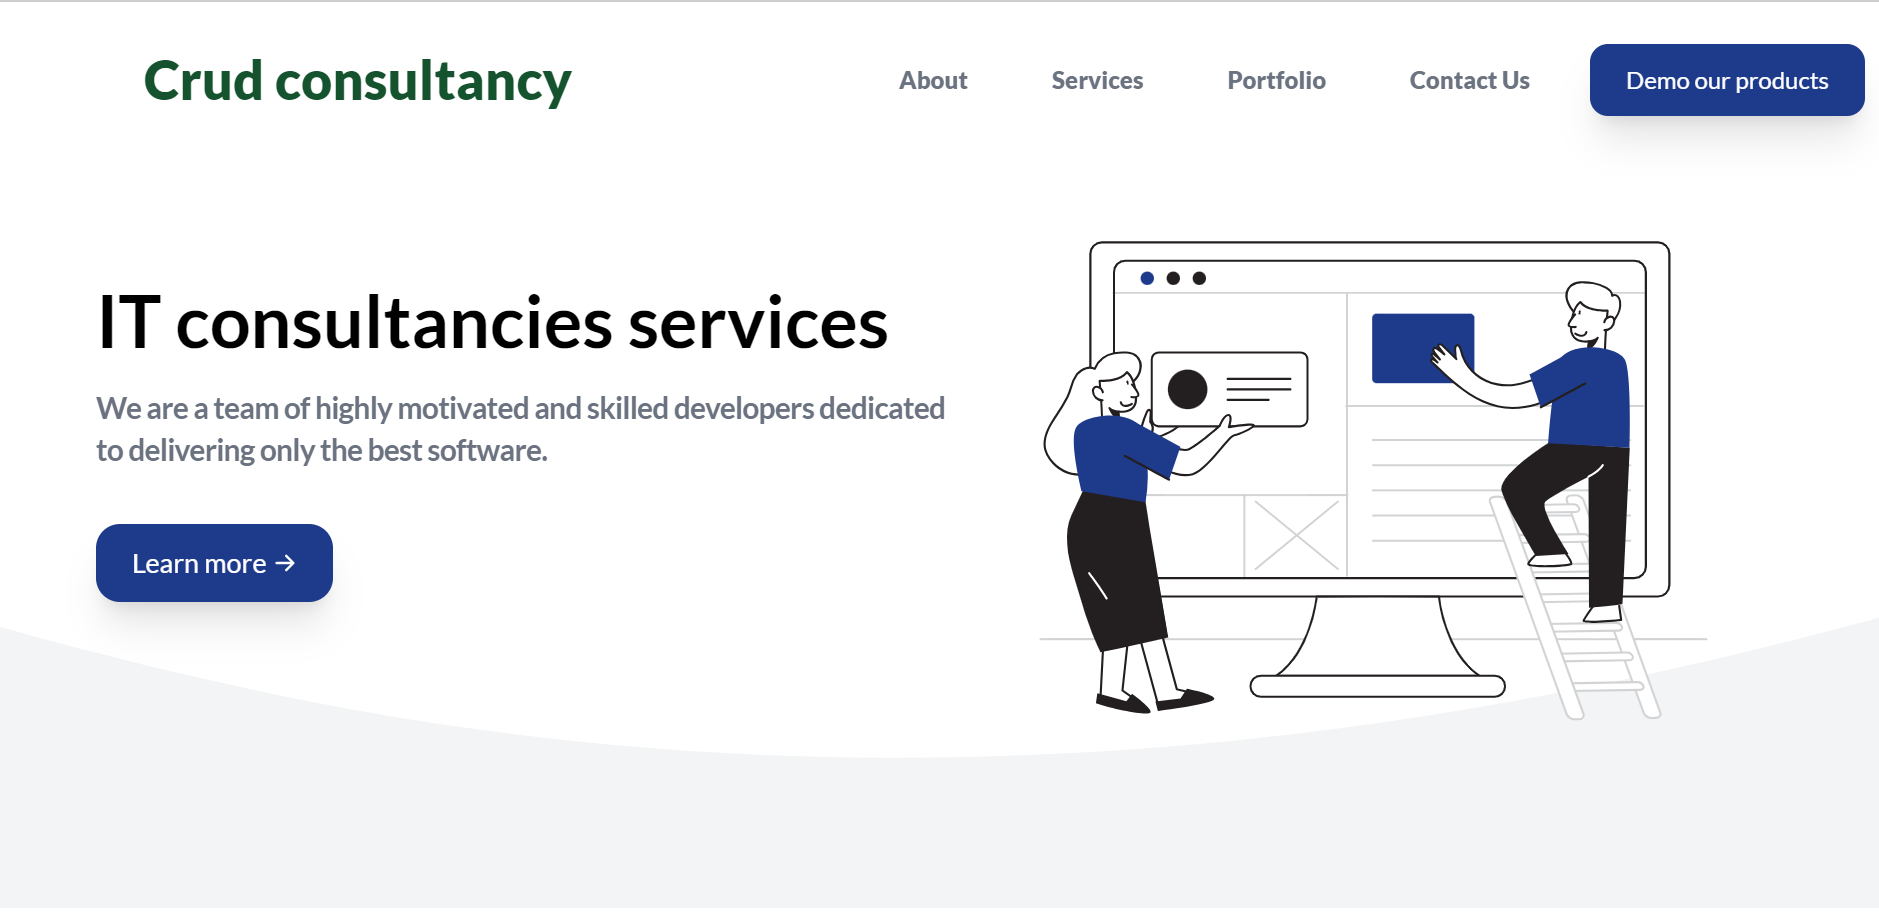 Crud consultancy
About
Services
Portfolio
Contact Us
Demo our products
IT consultancies services
We are a team of highly motivated and skilled developers dedicated
to delivering only the best software.
Learn more →